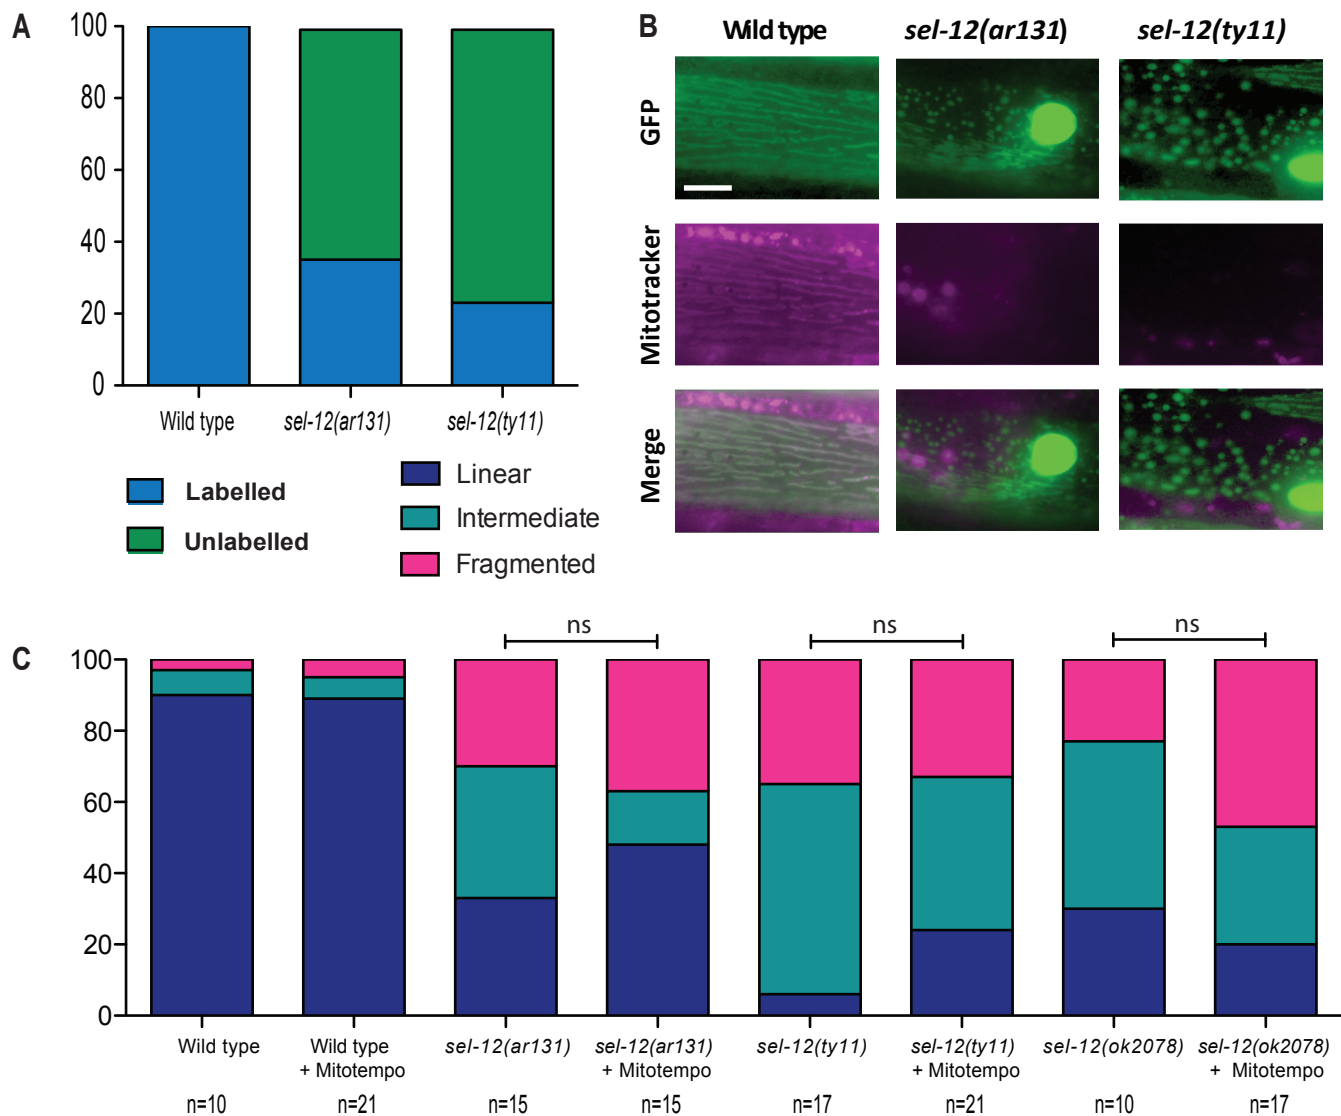 A
100
80
60
40
20
0
Wild type
sel-12(ar131)
sel-12(ty11)
Labelled
Unlabelled
Linear
Intermediate
Fragmented
B
Wild type
sel-12(ar131)
sel-12(ty11)
GFP
Mitotracker
Merge
C
ns
ns
ns
100
80
60
40
20
0
Wild type
Wild type
+ Mitotempo
sel-12(ar131)
sel-12(ar131)
+ Mitotempo
sel-12(ty11)
sel-12(ty11)
+ Mitotempo
sel-12(ok2078)
sel-12(ok2078)
+ Mitotempo
n=10
n=21
n=15
n=15
n=17
n=21
n=10
n=17